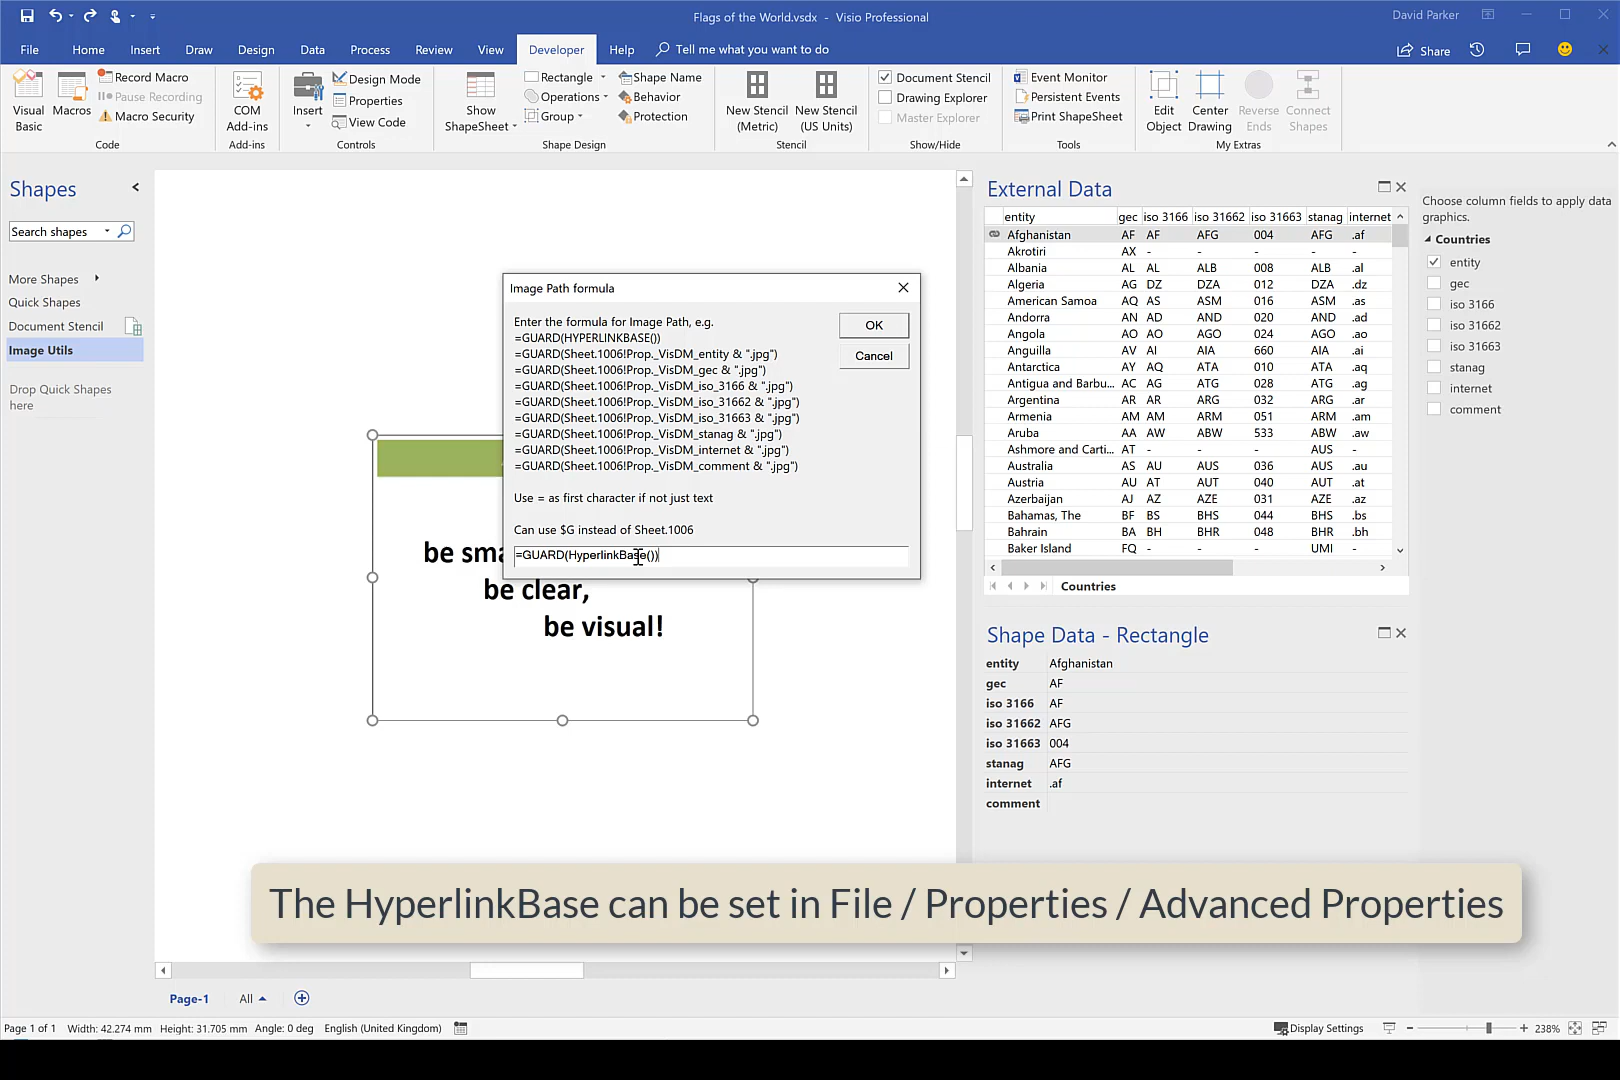 Flags of the World.vsdx - Visio Professional
David Parker
File Home Insert Draw Design Data Process Review View Developer Help Tell me what you want to do
Share
Visual Basic
Macros
Record Macro
Pause Recording
Macro Security
Code
COM Add-ins
Add-ins
Insert
Design Mode
Properties
View Code
Controls
Show ShapeSheet
Rectangle
Operations
Group
Shape Name
Behavior
Protection
Shape Design
New Stencil (Metric)
New Stencil (US Units)
Stencil
Document Stencil
Drawing Explorer
Master Explorer
Show/Hide
Event Monitor
Persistent Events
Print ShapeSheet
Tools
Edit Object
Center Drawing
Reverse Ends
Connect Shapes
My Extras
Shapes
Search shapes
More Shapes
Quick Shapes
Document Stencil
Image Utils
Drop Quick Shapes
here
be sma
be clear,
be visual!
Image Path formula
Enter the formula for Image Path, e.g.
=GUARD(HYPERLINKBASE())
=GUARD(Sheet.1006!Prop._VisDM_entity & ".jpg")
=GUARD(Sheet.1006!Prop._VisDM_gec & ".jpg")
=GUARD(Sheet.1006!Prop._VisDM_iso_3166 & ".jpg")
=GUARD(Sheet.1006!Prop._VisDM_iso_31662 & ".jpg")
=GUARD(Sheet.1006!Prop._VisDM_iso_31663 & ".jpg")
=GUARD(Sheet.1006!Prop._VisDM_stanag & ".jpg")
=GUARD(Sheet.1006!Prop._VisDM_internet & ".jpg")
=GUARD(Sheet.1006!Prop._VisDM_comment & ".jpg")
Use = as first character if not just text
Can use $G instead of Sheet.1006
=GUARD(HyperlinkBase())
OK
Cancel
External Data
entity gec iso 3166 iso 31662 iso 31663 stanag internet
Afghanistan AF AF AFG 004 AFG .af
Akrotiri AX - - - - -
Albania AL AL ALB 008 ALB .al
Algeria AG DZ DZA 012 DZA .dz
American Samoa AQ AS ASM 016 ASM .as
Andorra AN AD AND 020 AND .ad
Angola AO AO AGO 024 AGO .ao
Anguilla AV AI AIA 660 AIA .ai
Antarctica AY AQ ATA 010 ATA .aq
Antigua and Barbu... AC AG ATG 028 ATG .ag
Argentina AR AR ARG 032 ARG .ar
Armenia AM AM ARM 051 ARM .am
Aruba AA AW ABW 533 ABW .aw
Ashmore and Carti... AT - - - AUS -
Australia AS AU AUS 036 AUS .au
Austria AU AT AUT 040 AUT .at
Azerbaijan AJ AZ AZE 031 AZE .az
Bahamas, The BF BS BHS 044 BHS .bs
Bahrain BA BH BHR 048 BHR .bh
Baker Island FQ - - - UMI -
Countries
Choose column fields to apply data
graphics.
Countries
entity
gec
iso 3166
iso 31662
iso 31663
stanag
internet
comment
Shape Data - Rectangle
entity Afghanistan
gec AF
iso 3166 AF
iso 31662 AFG
iso 31663 004
stanag AFG
internet .af
comment
The HyperlinkBase can be set in File / Properties / Advanced Properties
Page-1 All
Page 1 of 1 Width: 42.274 mm Height: 31.705 mm Angle: 0 deg English (United Kingdom)
Display Settings
238%